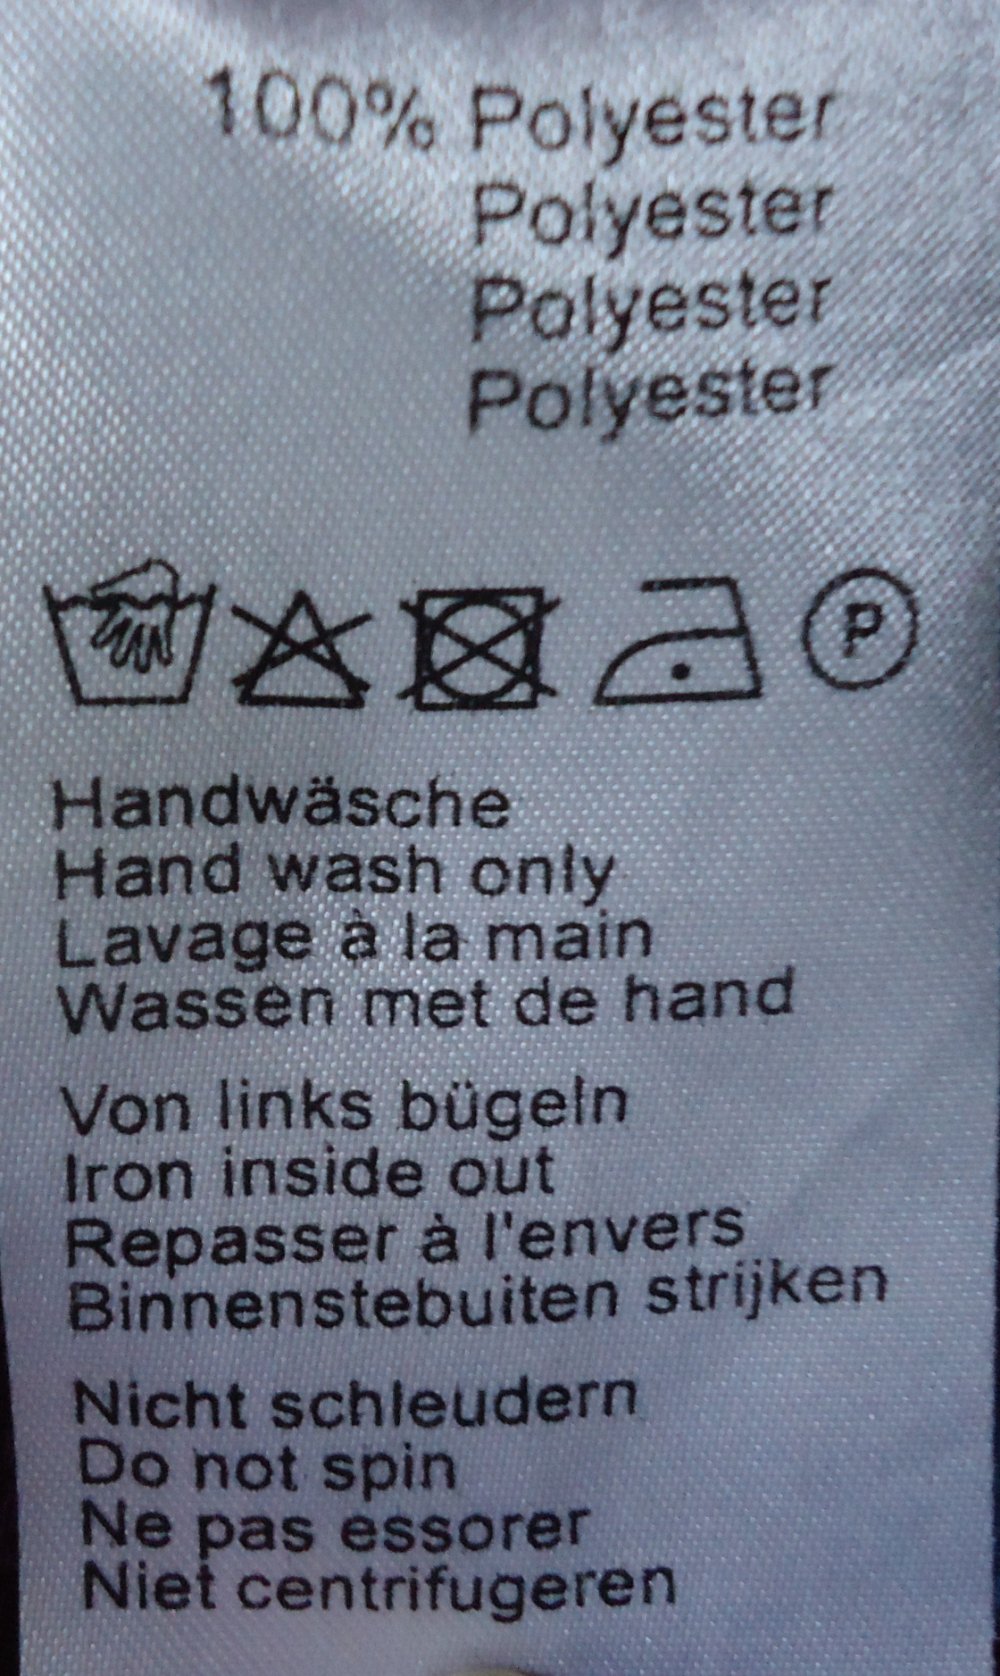 100% Polyester
Polyester
Polyester
Polyester
P
Handwäsche
Hand wash only
Lavage à la main
Wassen met de hand
Von links bügeln
Iron inside out
Repasser à l'envers
Binnenstebuiten strijken
Nicht schleudern
Do not spin
Ne pas essorer
Niet centrifugeren